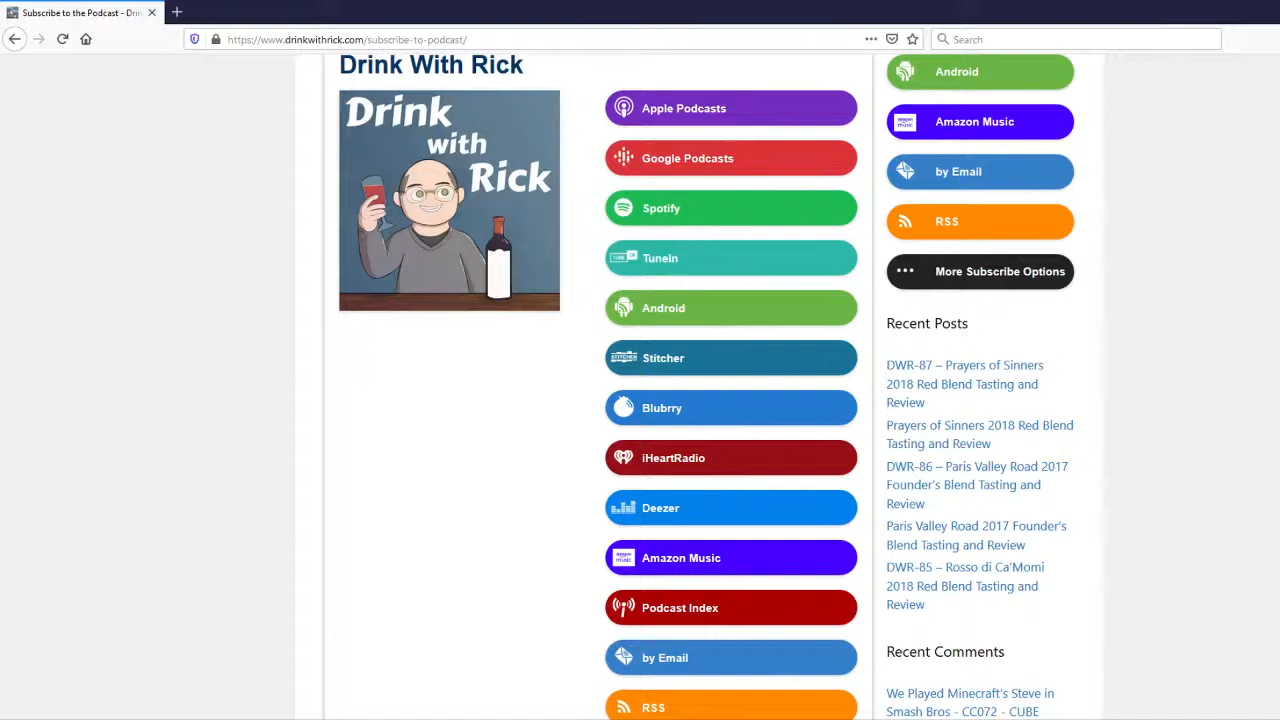 Subscribe to the Podcast - Drin
https://www.drinkwithrick.com/subscribe-to-podcast/
Search
Drink With Rick
Drink
with
Rick
Apple Podcasts
Google Podcasts
Spotify
TuneIn
Android
Stitcher
Blubrry
iHeartRadio
Deezer
Amazon Music
Podcast Index
by Email
RSS
Android
Amazon Music
by Email
RSS
More Subscribe Options
Recent Posts
DWR-87 – Prayers of Sinners
2018 Red Blend Tasting and
Review
Prayers of Sinners 2018 Red Blend
Tasting and Review
DWR-86 – Paris Valley Road 2017
Founder's Blend Tasting and
Review
Paris Valley Road 2017 Founder's
Blend Tasting and Review
DWR-85 – Rosso di Ca'Momi
2018 Red Blend Tasting and
Review
Recent Comments
We Played Minecraft's Steve in
Smash Bros - CC072 - CUBE